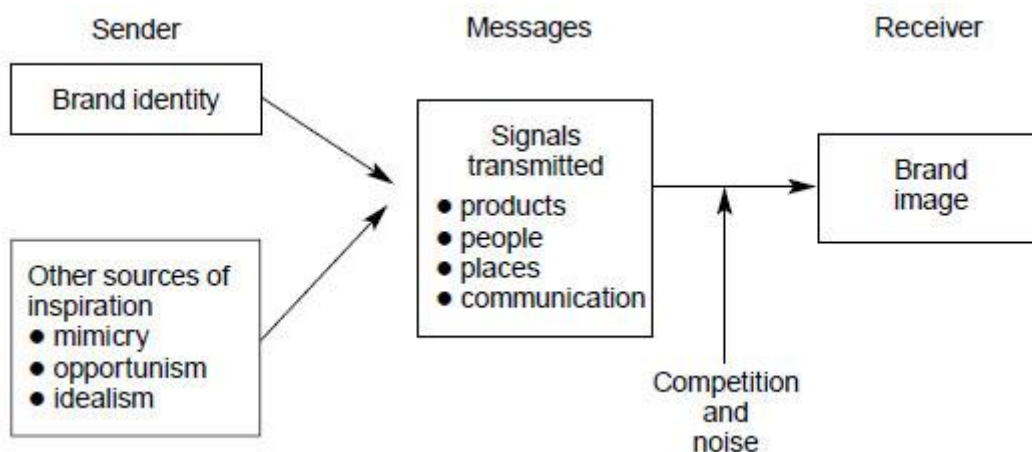 Sender
Messages
Receiver
Brand identity
Other sources of
inspiration
● mimicry
● opportunism
● idealism
Signals
transmitted
● products
● people
● places
● communication
Competition
and
noise
Brand
image